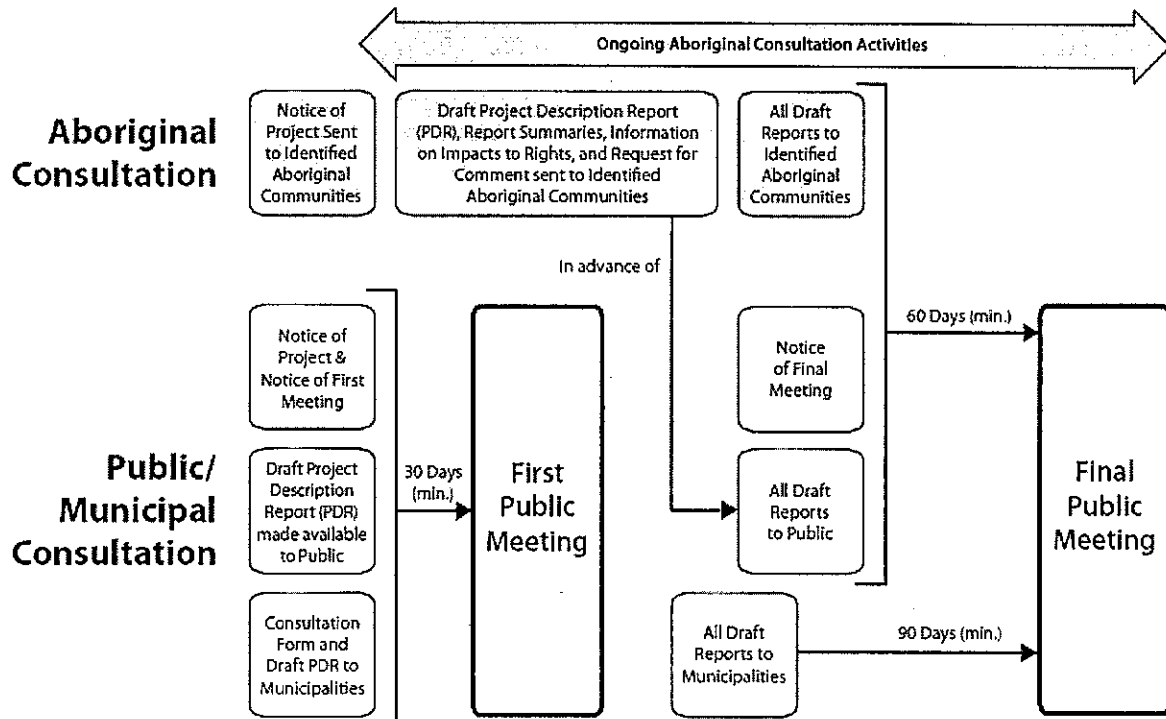 Ongoing Aboriginal Consultation Activities
Aboriginal
Consultation
Notice of
Project Sent
to Identified
Aboriginal
Communities
Draft Project Description Report
(PDR), Report Summaries, Information
on Impacts to Rights, and Request for
Comment sent to Identified
Aboriginal Communities
All Draft
Reports to
Identified
Aboriginal
Communities
In advance of
Public/
Municipal
Consultation
Notice of
Project &
Notice of First
Meeting
Draft Project
Description
Report (PDR)
made available
to Public
Consultation
Form and
Draft PDR to
Municipalities
30 Days
(min.)
First
Public
Meeting
Notice
of Final
Meeting
All Draft
Reports
to Public
All Draft
Reports to
Municipalities
60 Days (min.)
90 Days (min.)
Final
Public
Meeting